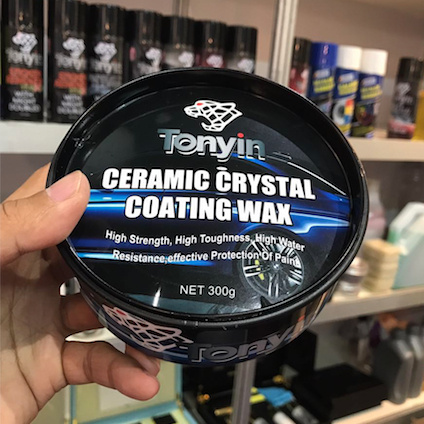 Tonyin
CERAMIC CRYSTAL
COATING WAX
High Strength, High Toughness, High Water
Resistance,effective Protection Of Paint
NET 300g
Tonyin
Tonyin